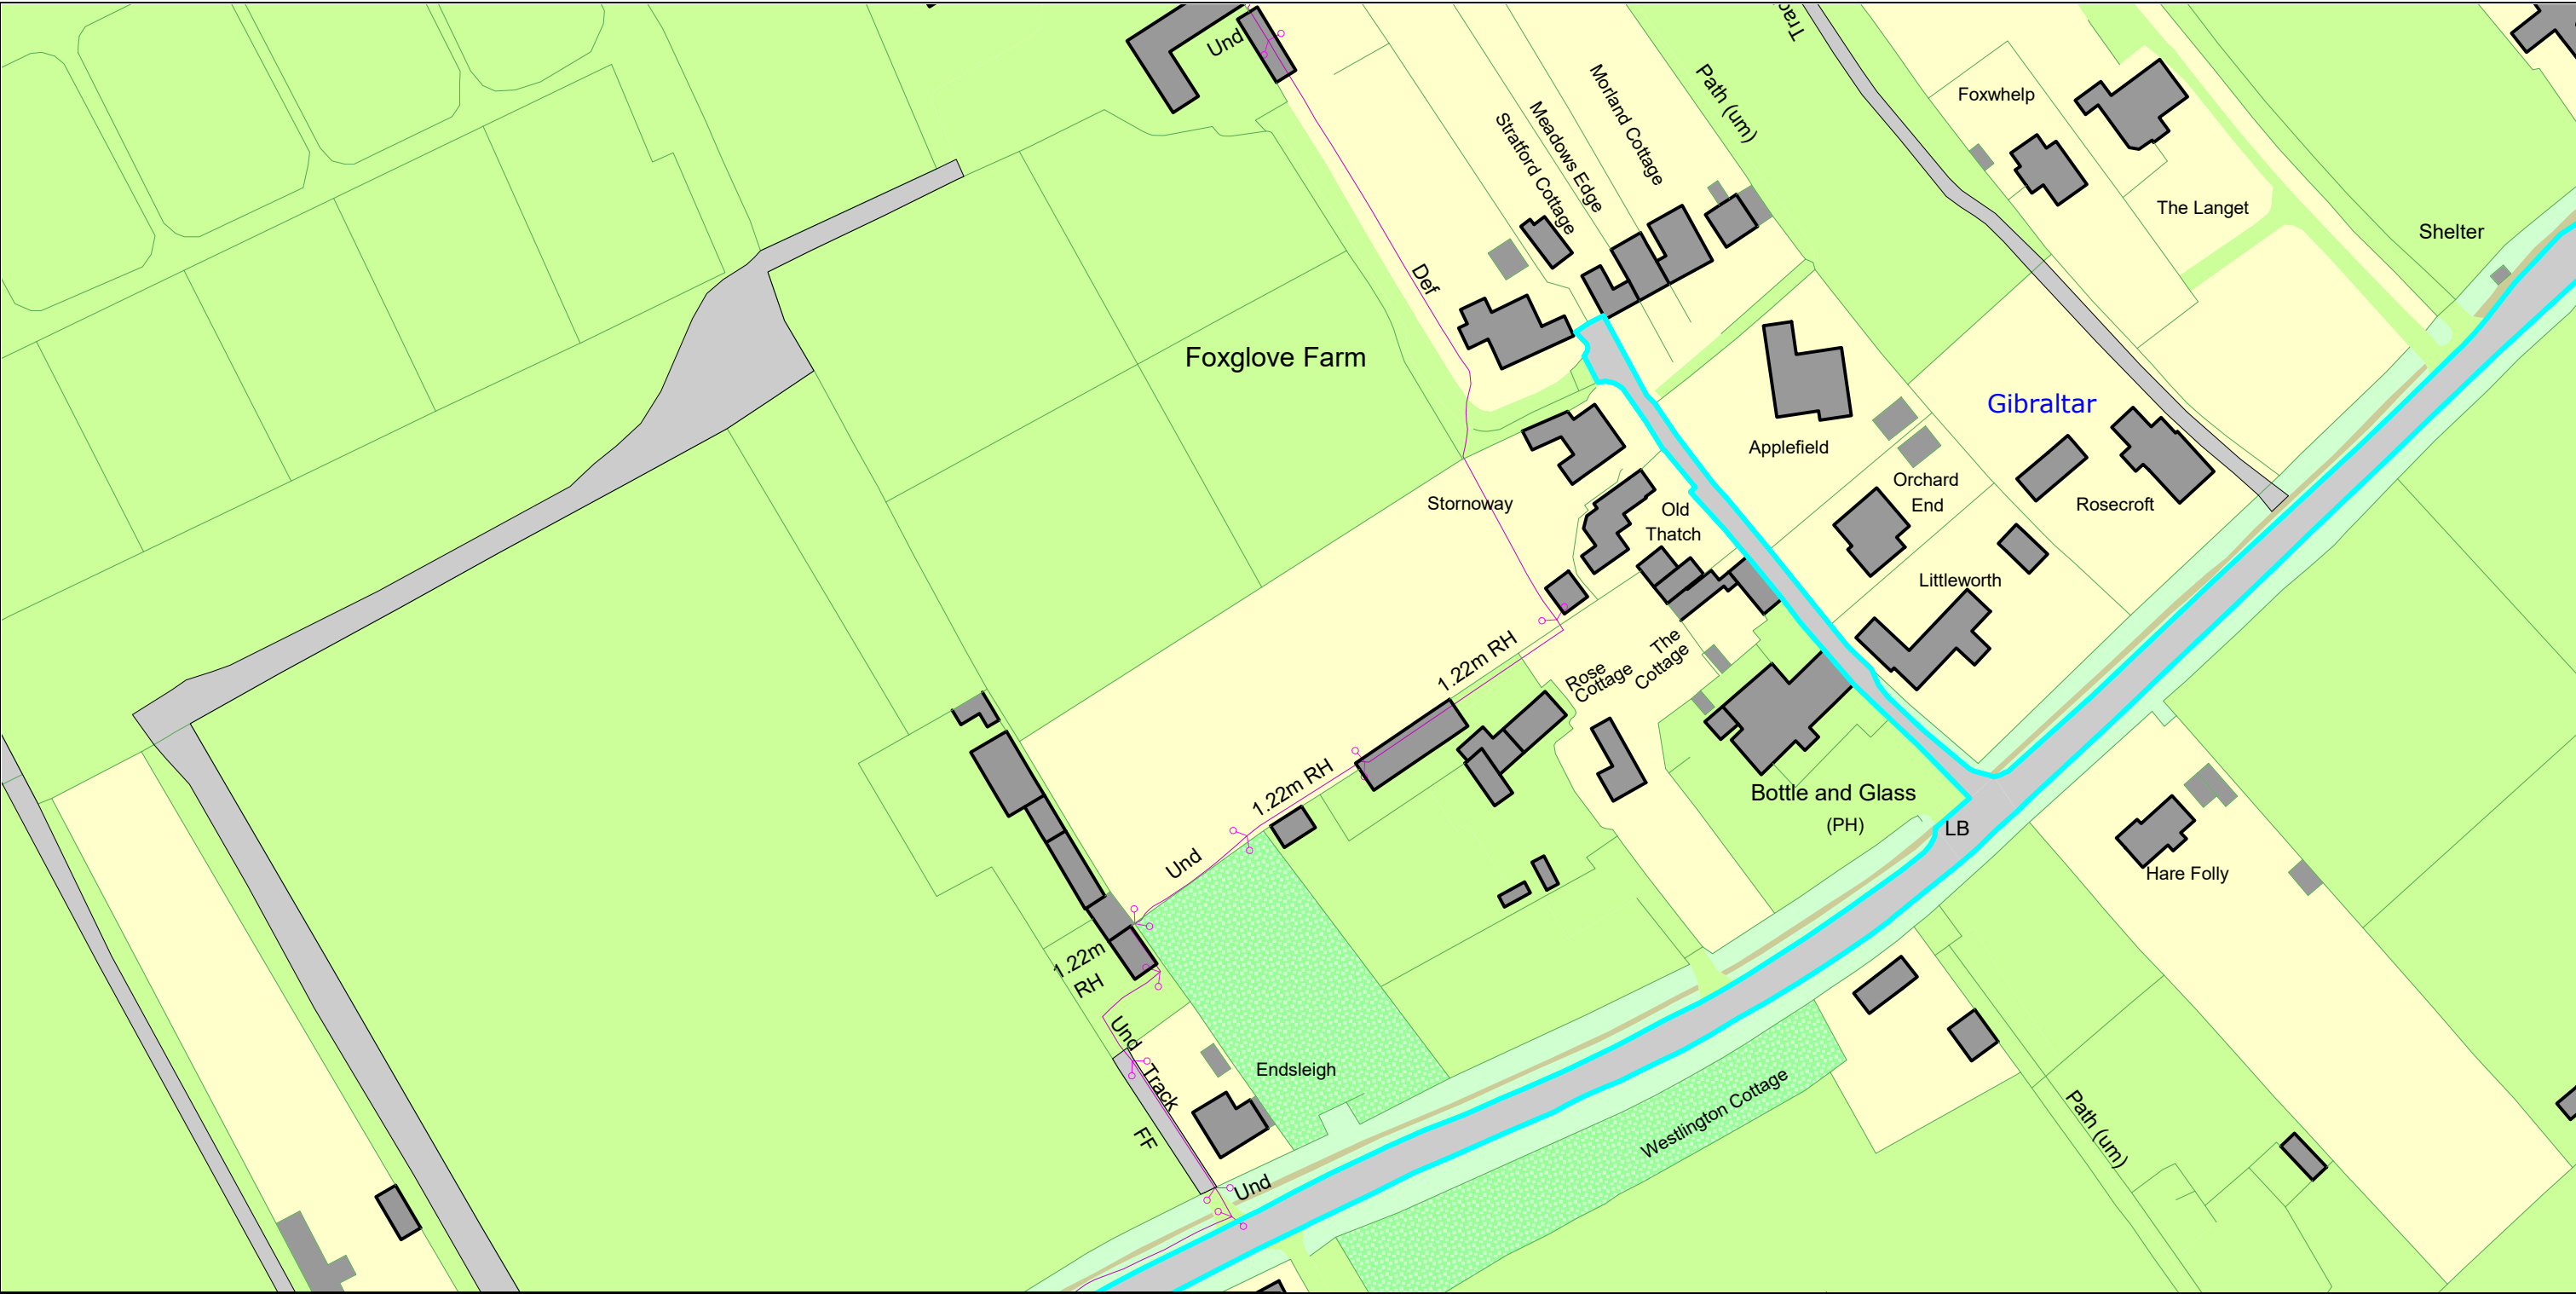 Und
Trac
Path (um)
Morland Cottage
Meadows Edge
Stratford Cottage
Foxwhelp
The Langet
Shelter
Def
Foxglove Farm
Gibraltar
Applefield
Orchard
End
Rosecroft
Stornoway
Old
Thatch
Littleworth
1.22m RH
The
Cottage
Rose
Cottage
1.22m RH
Bottle and Glass
(PH)
LB
Hare Folly
Und
1.22m
RH
Und
Track
FF
Endsleigh
Westlington Cottage
Path (um)
Und